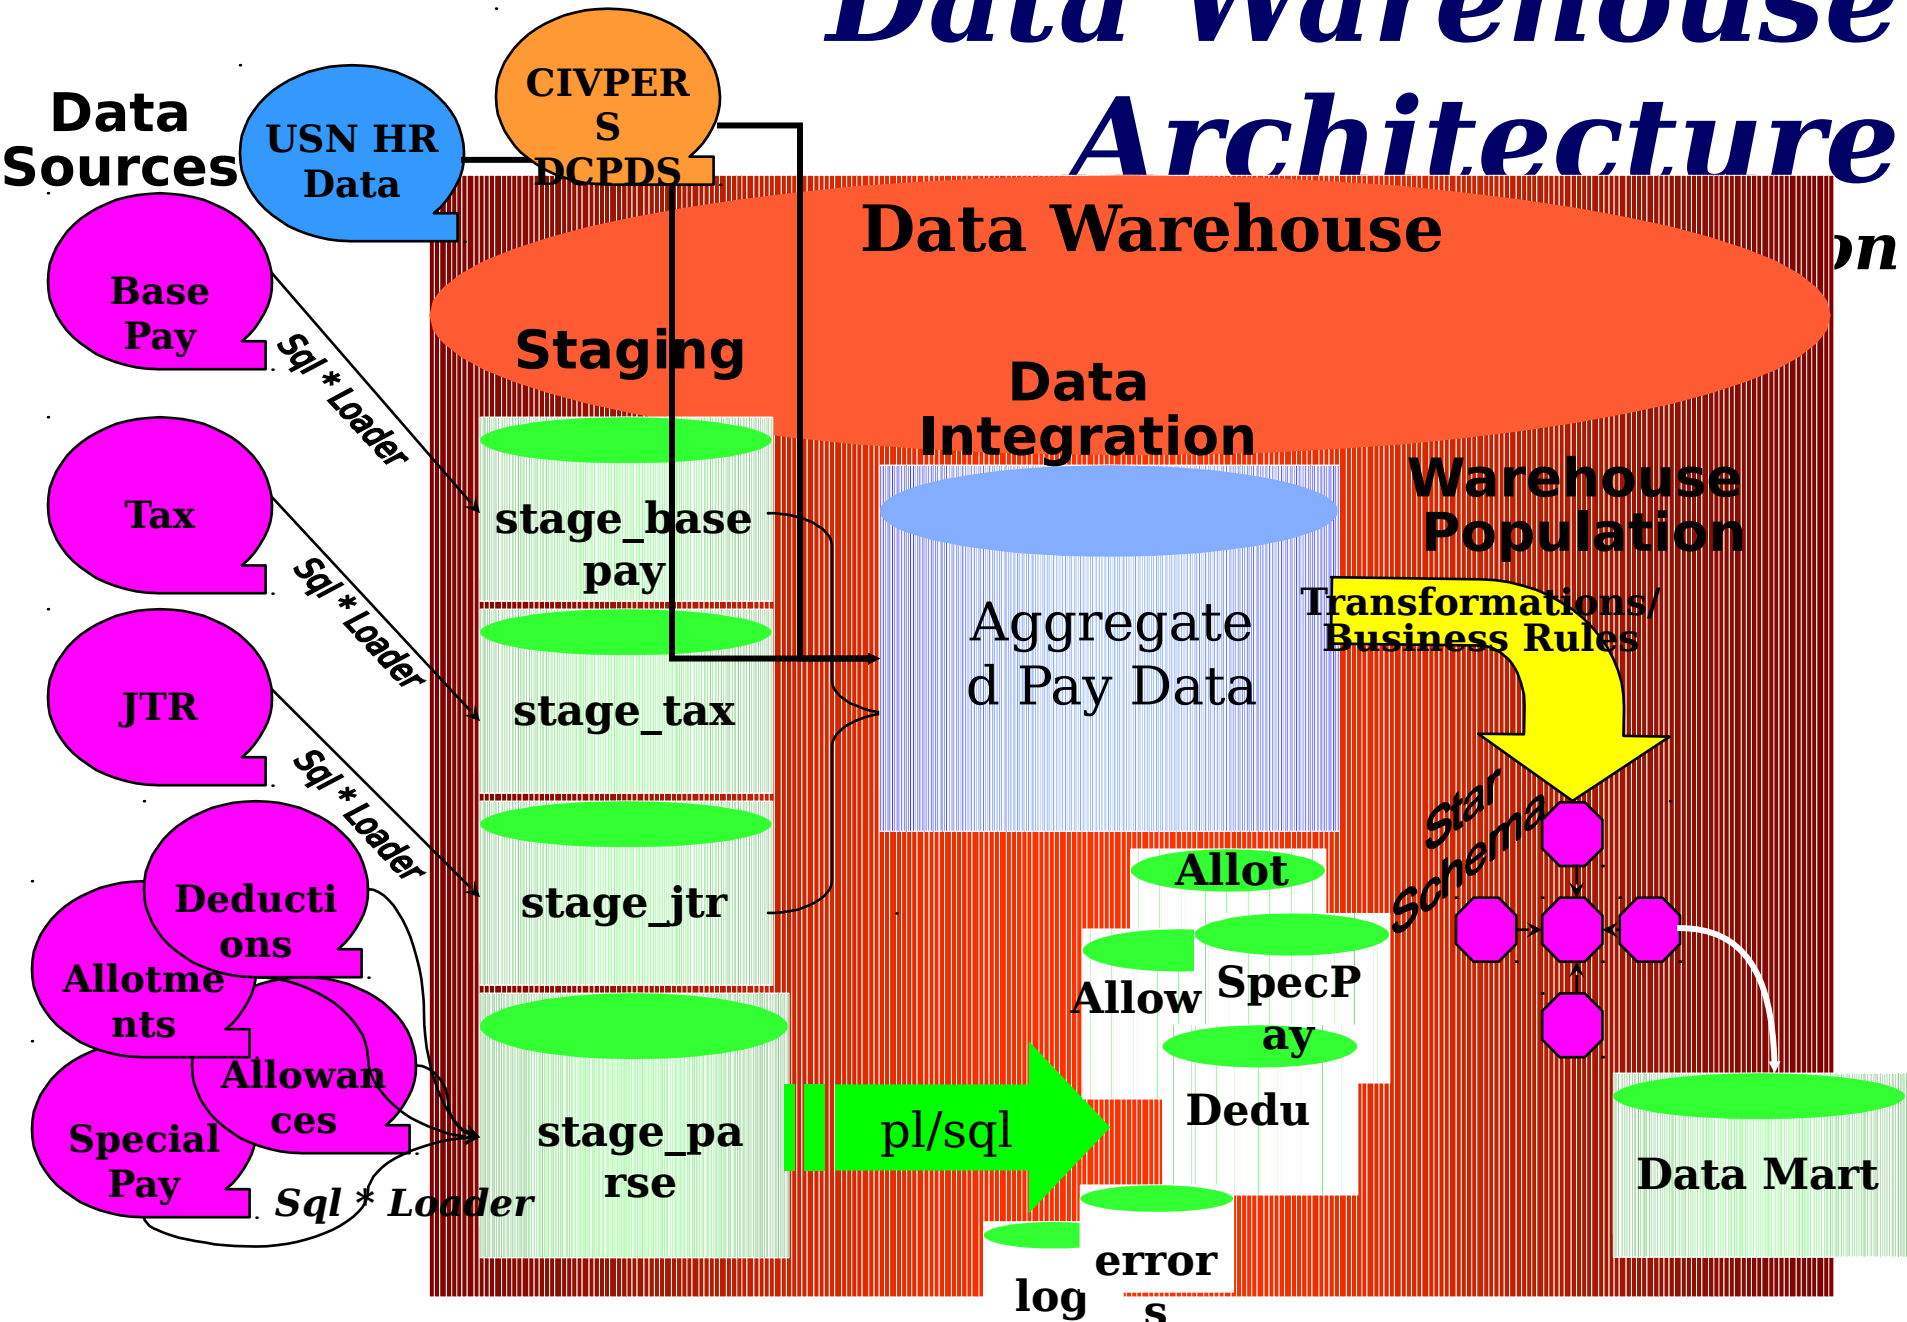 Data Warehouse
Architecture
on
Data
Sources
USN HR
Data
CIVPER
S
DCPDS
Base
Pay
Tax
JTR
Deducti
ons
Allotme
nts
Allowan
ces
Special
Pay
Sql * Loader
Sql * Loader
Sql * Loader
Sql * Loader
Data Warehouse
Staging
stage_base
pay
stage_tax
stage_jtr
stage_pa
rse
Data
Integration
Aggregate
d Pay Data
pl/sql
Allot
Allow
SpecP
ay
Dedu
error
s
log
Warehouse
Population
Transformations/
Business Rules
Star
Schema
Data Mart